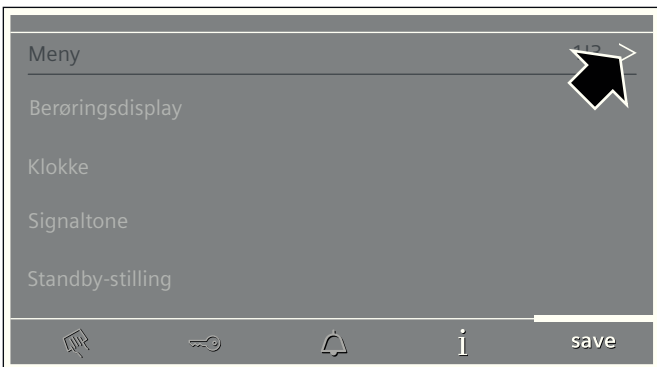 Meny
Berøringsdisplay
Klokke
Signaltone
Standby-stilling
i save